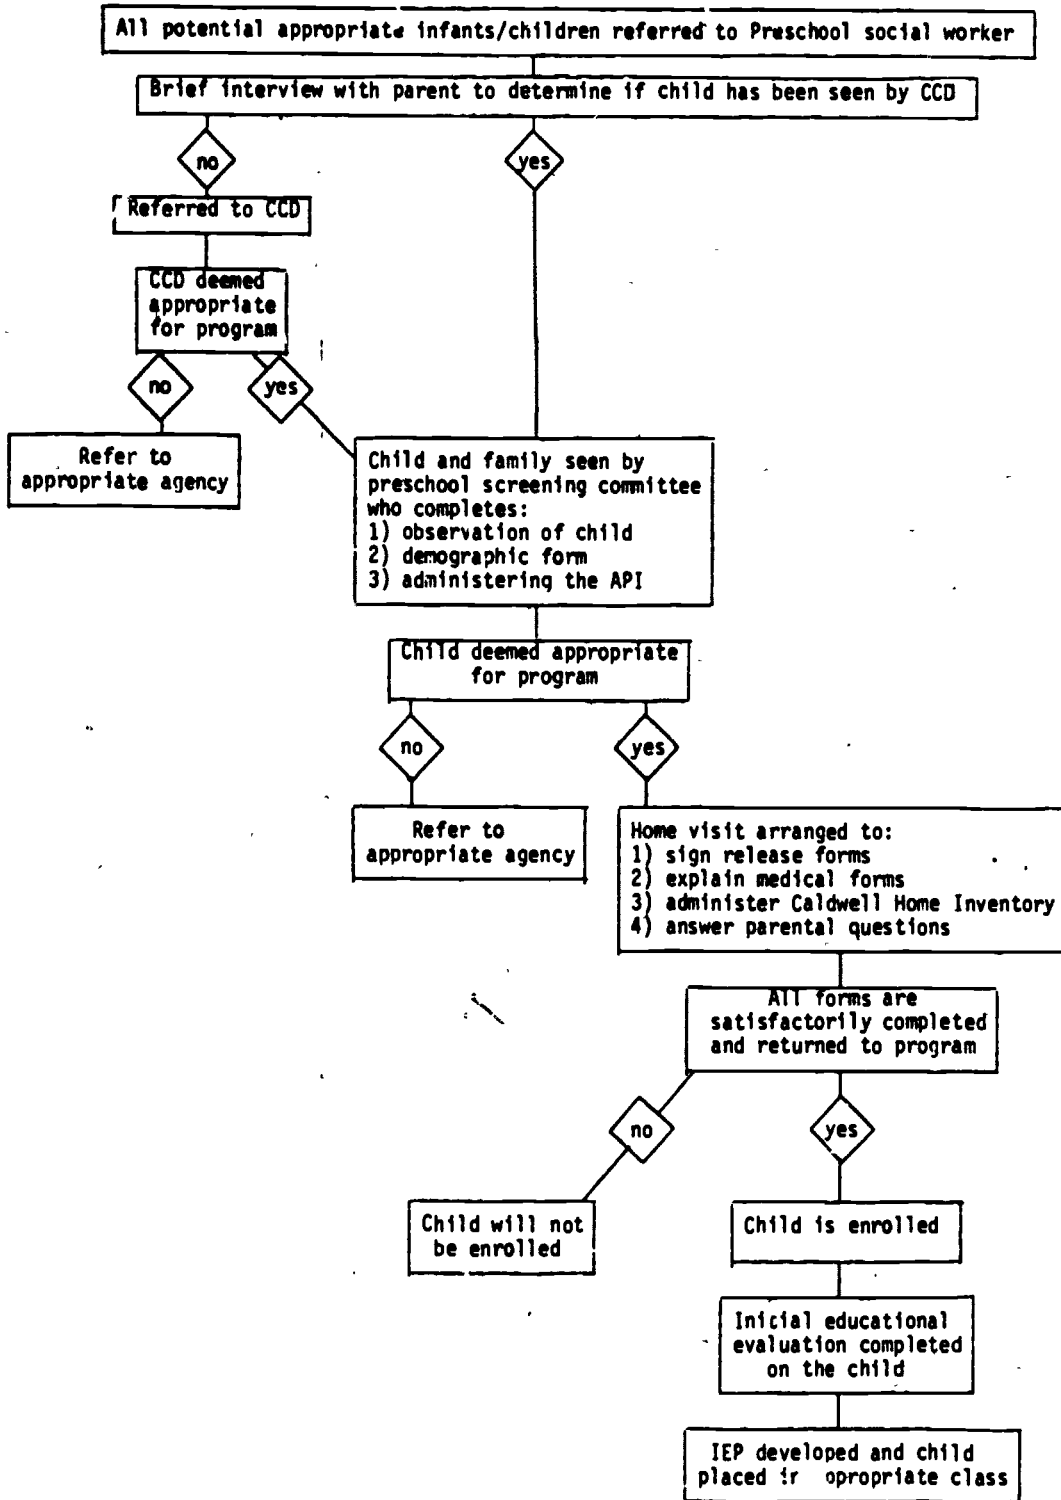 All potential appropriate infants/children referred to Preschool social worker
Brief interview with parent to determine if child has been seen by CCD
no
yes
Referred to CCD
CCD deemed
appropriate
for program
no
yes
Refer to
appropriate agency
Child and family seen by
preschool screening committee
who completes:
1) observation of child
2) demographic form
3) administering the API
Child deemed appropriate
for program
no
yes
Refer to
appropriate agency
Home visit arranged to:
1) sign release forms
2) explain medical forms
3) administer Caldwell Home Inventory
4) answer parental questions
All forms are
satisfactorily completed
and returned to program
no
yes
Child will not
be enrolled
Child is enrolled
Initial educational
evaluation completed
on the child
IEP developed and child
placed opropriate class